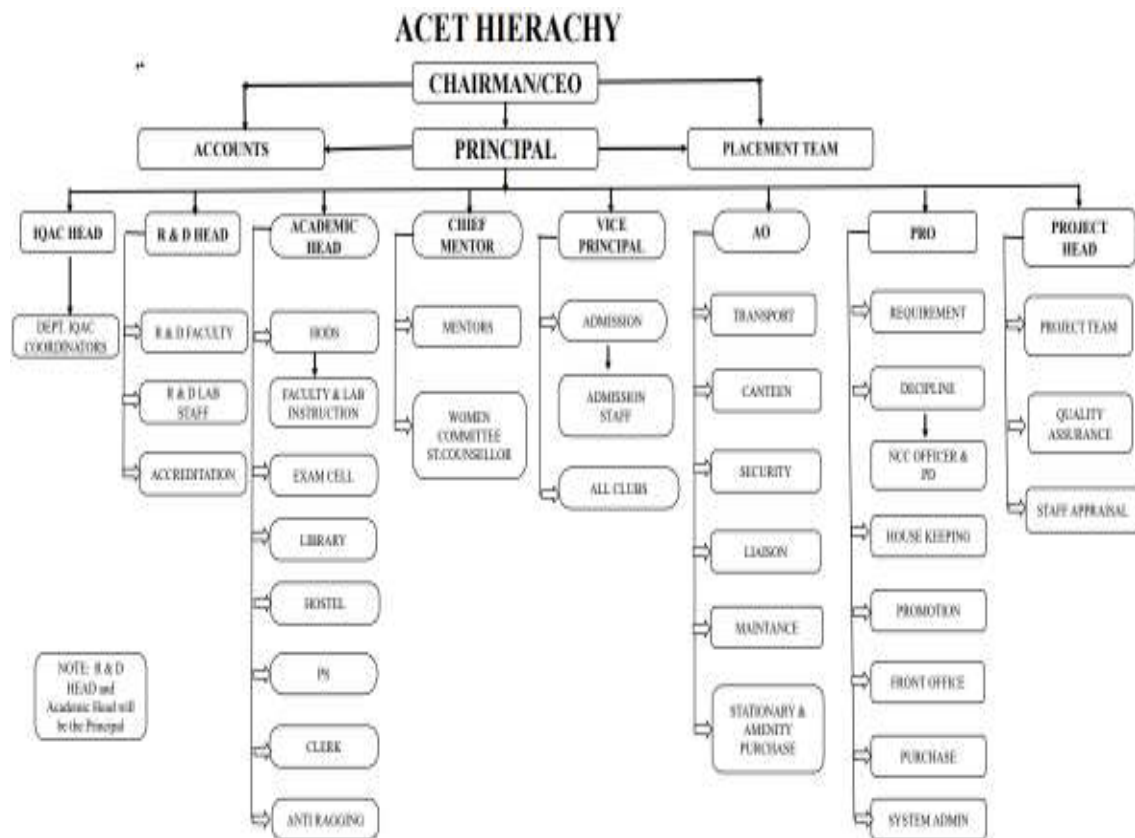 ACET HIERACHY
CHAIRMAN/CEO
ACCOUNTS
PRINCIPAL
PLACEMENT TEAM
IQAC HEAD
R & D HEAD
ACADEMIC
HEAD
CHIEF
MENTOR
VICE
PRINCIPAL
AO
PRO
PROJECT
HEAD
DEPT. IQAC
COORDINATORS
R & D FACULTY
R & D LAB
STAFF
ACCREDITATION
HODS
FACULTY & LAB
INSTRUCTION
EXAM CELL
LIBRARY
HOSTEL
PS
CLERK
ANTI RAGGING
MENTORS
WOMEN
COMMITTEE
ST.COUNSELLOR
ADMISSION
ADMISSION
STAFF
ALL CLUBS
TRANSPORT
CANTEEN
SECURITY
LIAISON
MAINTANCE
STATIONARY &
AMENITY
PURCHASE
REQUIREMENT
DECIPLINE
NCC OFFICER &
PD
HOUSE KEEPING
PROMOTION
FRONT OFFICE
PURCHASE
SYSTEM ADMIN
PROJECT TEAM
QUALITY
ASSURANCE
STAFF APPRAISAL
NOTE: R & D
HEAD and
Academic Head will
be the Principal